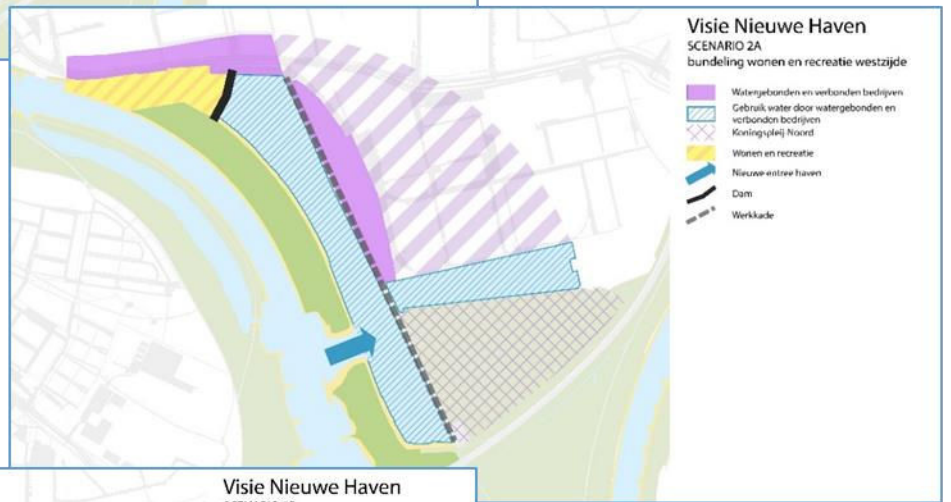 Visie Nieuwe Haven
SCENARIO 2A
bundeling wonen en recreatie westzijde
Watergebonden en verbonden bedrijven
Gebruik water door watergebonden en
verbonden bedrijven
Koningspleij-Noord
Wonen en recreatie
Nieuwe entree haven
Dam
Werkkade
Visie Nieuwe Haven